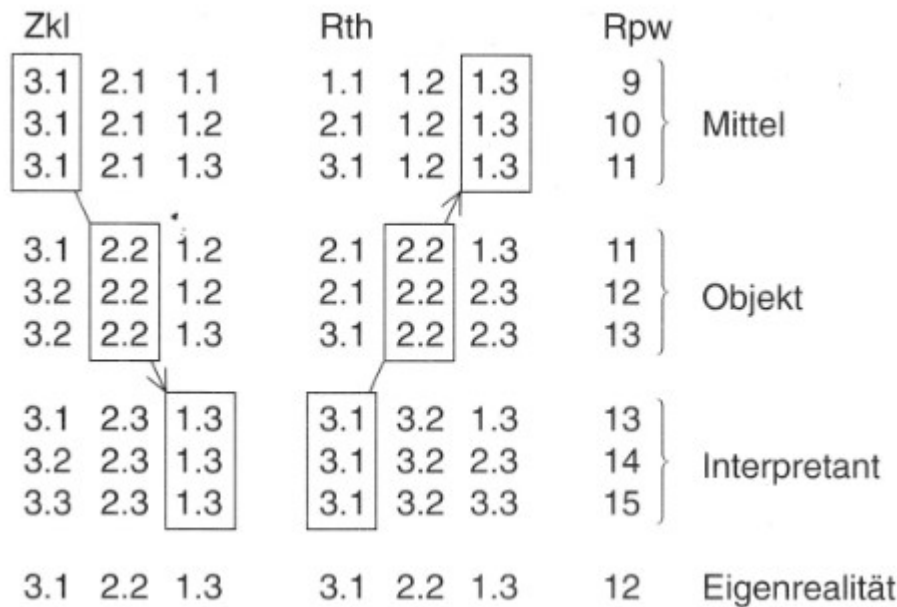 Zkl Rth Rpw
3.1 2.1 1.1 1.1 1.2 1.3 9
3.1 2.1 1.2 2.1 1.2 1.3 10 Mittel
3.1 2.1 1.3 3.1 1.2 1.3 11
3.1 2.2 1.2 2.1 2.2 1.3 11
3.2 2.2 1.2 2.1 2.2 2.3 12 Objekt
3.2 2.2 1.3 3.1 2.2 2.3 13
3.1 2.3 1.3 3.1 3.2 1.3 13
3.2 2.3 1.3 3.1 3.2 2.3 14 Interpretant
3.3 2.3 1.3 3.1 3.2 3.3 15
3.1 2.2 1.3 3.1 2.2 1.3 12 Eigenrealität